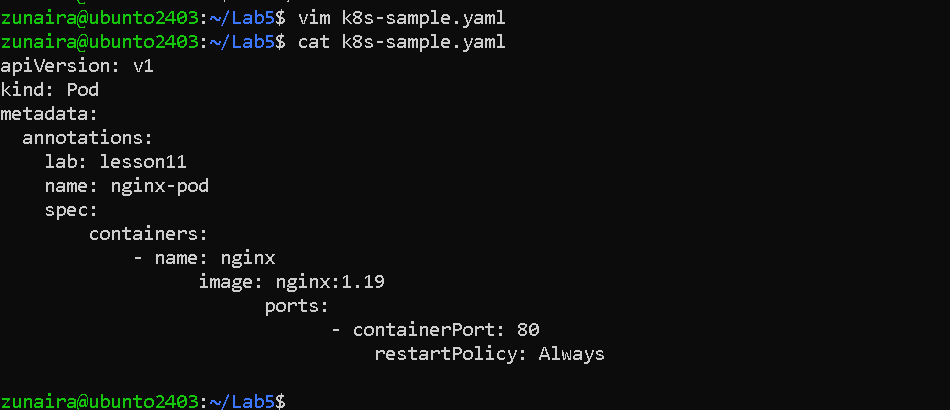 zunaira@ubunto2403:~/Lab5$ vim k8s-sample.yaml
zunaira@ubunto2403:~/Lab5$ cat k8s-sample.yaml
apiVersion: v1
kind: Pod
metadata:
  annotations:
    lab: lesson11
    name: nginx-pod
    spec:
        containers:
            - name: nginx
                  image: nginx:1.19
                        ports:
                              - containerPort: 80
                                  restartPolicy: Always
zunaira@ubunto2403:~/Lab5$